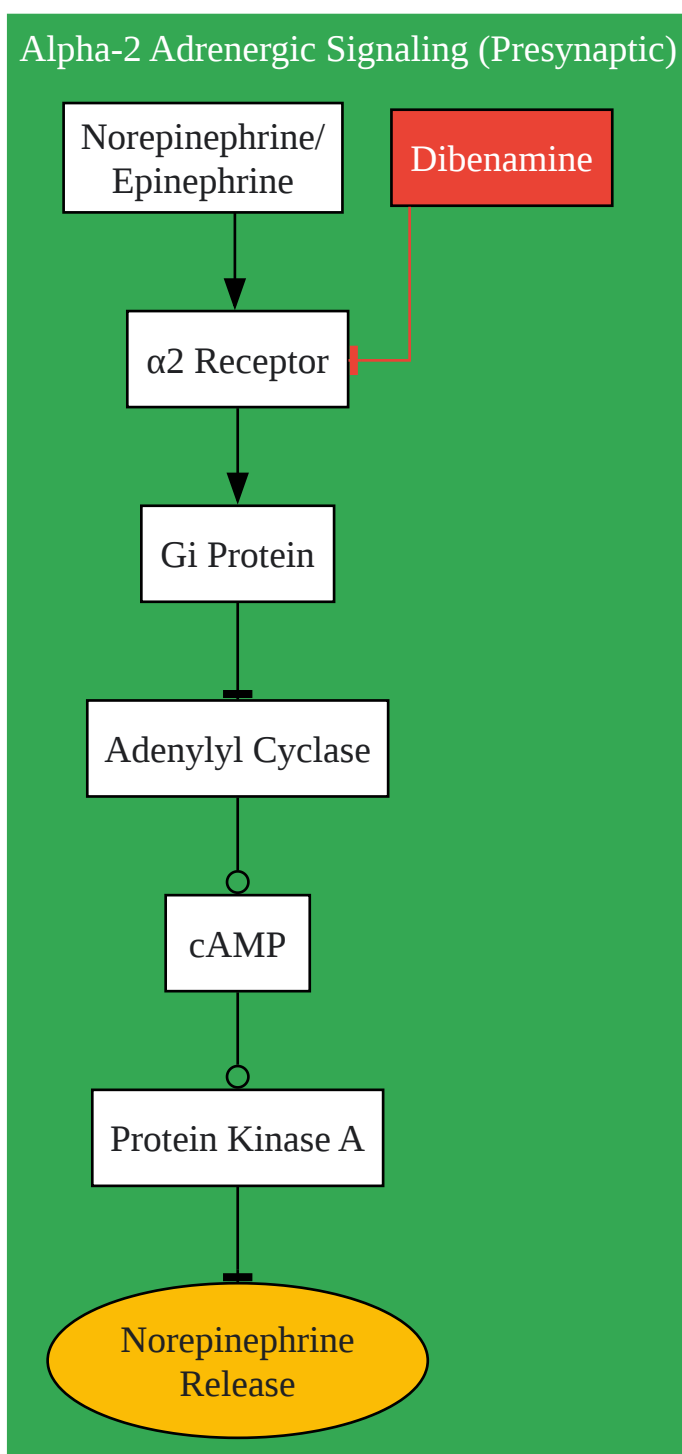 Alpha-2 Adrenergic Signaling (Presynaptic)
Norepinephrine/
Epinephrine
Dibenamine
α2 Receptor
Gi Protein
Adenylyl Cyclase
cAMP
Protein Kinase A
Norepinephrine
Release